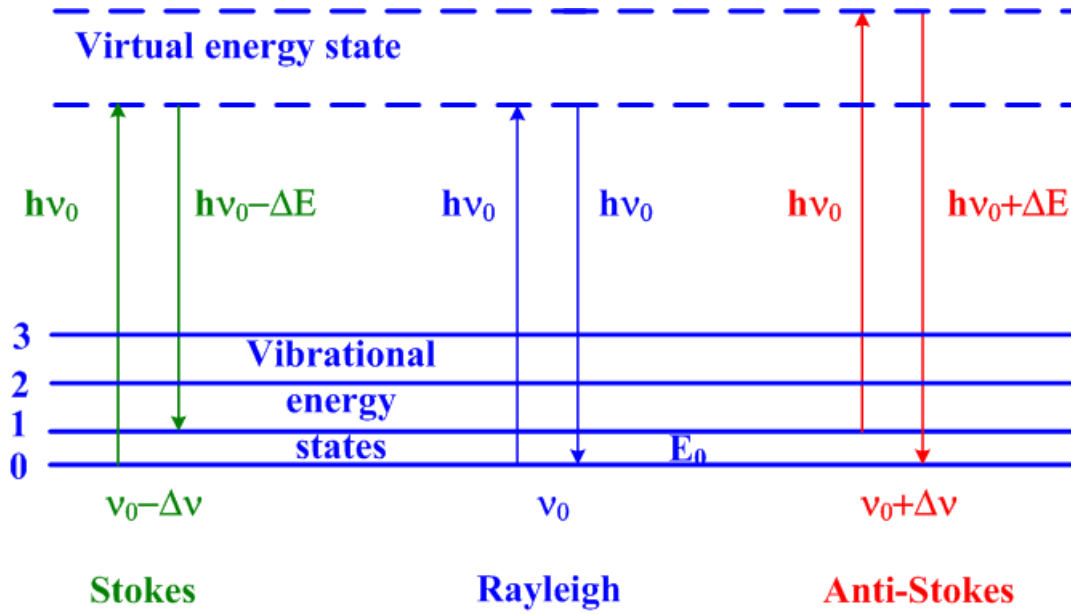 Virtual energy state
hν₀
hν₀−ΔE
hν₀
hν₀
hν₀
hν₀+ΔE
3
Vibrational
2
energy
1
states
E₀
0
ν₀−Δν
ν₀
ν₀+Δν
Stokes
Rayleigh
Anti-Stokes